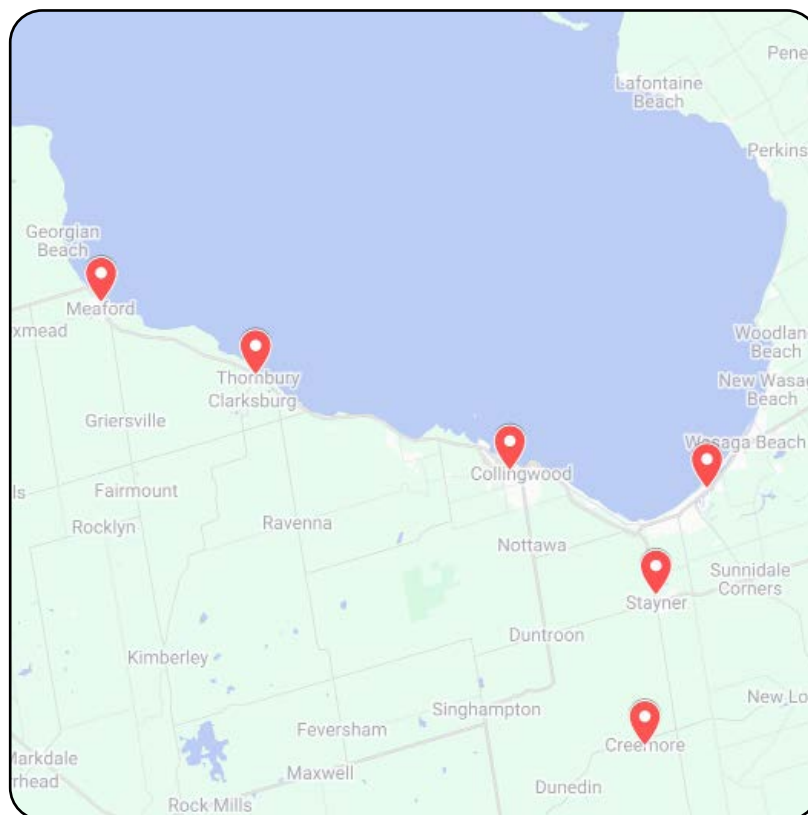 Pene
Lafontaine
Beach
Perkins
Georgian
Beach
Meaford
xmead
Woodlan
Beach
Thornbury
Clarksburg
New Wasag
Beach
Griersville
Wasaga Beach
Collingwood
ls
Fairmount
Rocklyn
Ravenna
Nottawa
Sunnidale
Corners
Stayner
Duntroon
Kimberley
New Lo
Singhampton
Feversham
Creemore
Markdale
rhead
Maxwell
Dunedin
Rock Mills